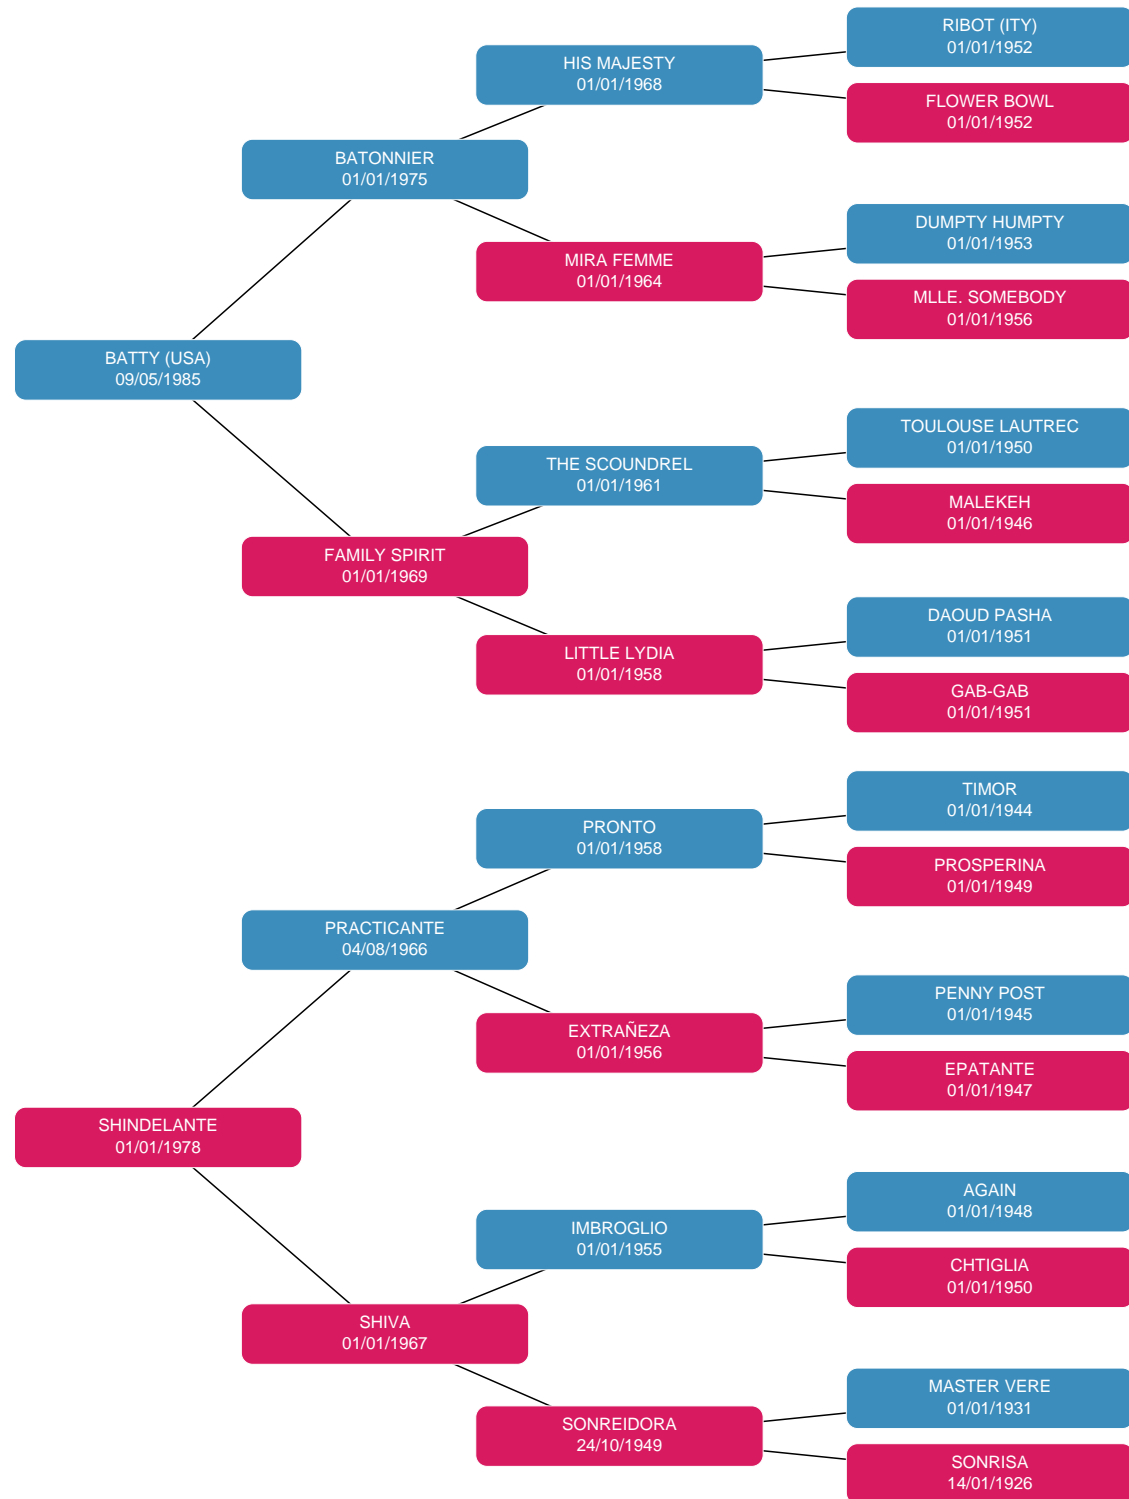 RIBOT (ITY)
01/01/1952
HIS MAJESTY
01/01/1968
FLOWER BOWL
01/01/1952
BATONNIER
01/01/1975
DUMPTY HUMPTY
01/01/1953
MIRA FEMME
01/01/1964
MLLE. SOMEBODY
01/01/1956
BATTY (USA)
09/05/1985
TOULOUSE LAUTREC
01/01/1950
THE SCOUNDREL
01/01/1961
MALEKEH
01/01/1946
FAMILY SPIRIT
01/01/1969
DAOUD PASHA
01/01/1951
LITTLE LYDIA
01/01/1958
GAB-GAB
01/01/1951
TIMOR
01/01/1944
PRONTO
01/01/1958
PROSPERINA
01/01/1949
PRACTICANTE
04/08/1966
PENNY POST
01/01/1945
EXTRAÑEZA
01/01/1956
EPATANTE
01/01/1947
SHINDELANTE
01/01/1978
AGAIN
01/01/1948
IMBROGLIO
01/01/1955
CHTIGLIA
01/01/1950
SHIVA
01/01/1967
MASTER VERE
01/01/1931
SONREIDORA
24/10/1949
SONRISA
14/01/1926